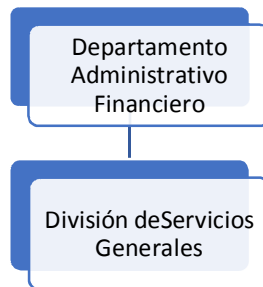 Departamento
Administrativo
Financiero
División deServicios
Generales